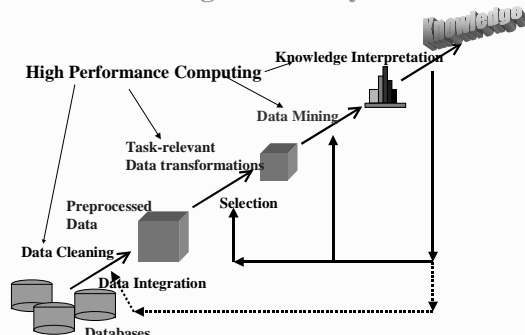 Knowledge
Knowledge Interpretation
High Performance Computing
Data Mining
Task-relevant
Data transformations
Selection
Preprocessed
Data
Data Cleaning
Data Integration
Databases